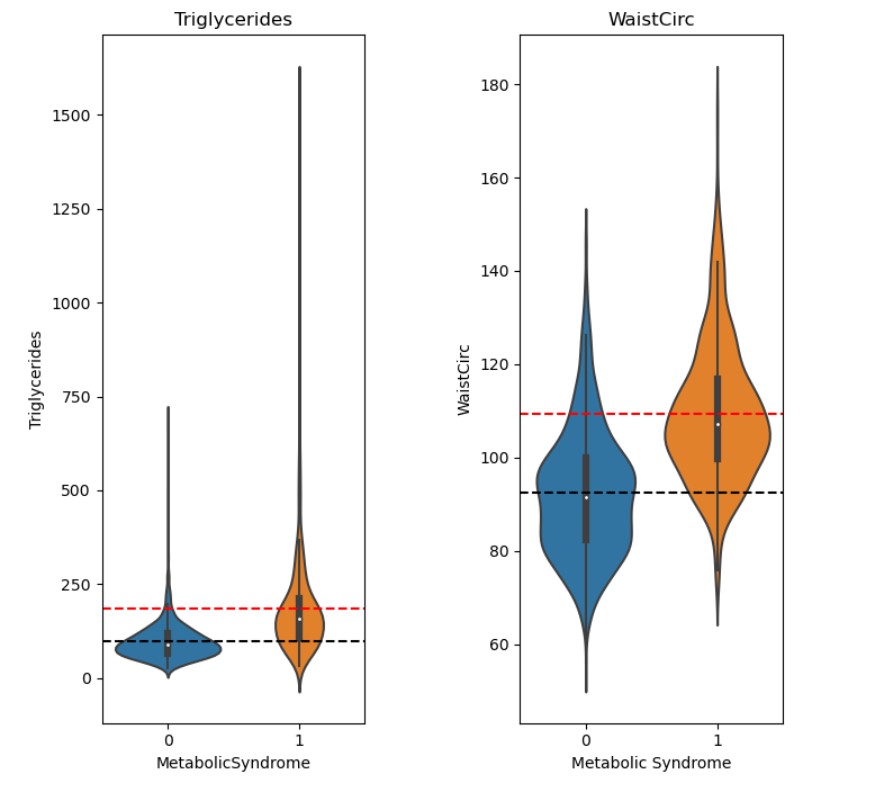 Triglycerides
Triglycerides
1500
1250
1000
750
500
250
0
0 1
MetabolicSyndrome
WaistCirc
WaistCirc
180
160
140
120
100
80
60
0 1
Metabolic Syndrome